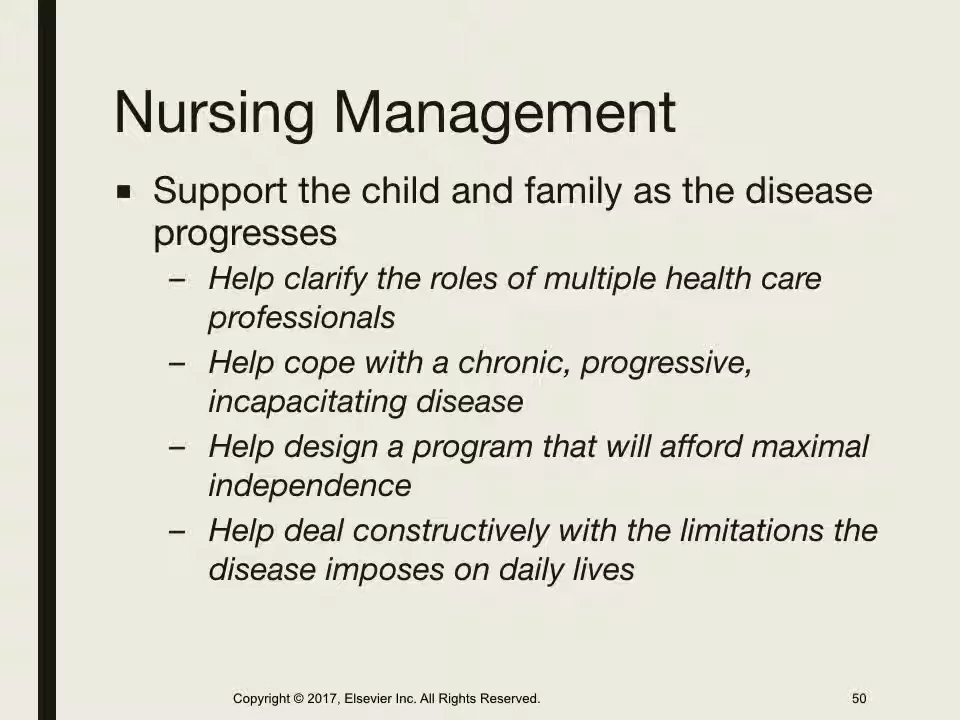 Nursing Management
■ Support the child and family as the disease
progresses
– Help clarify the roles of multiple health care
professionals
– Help cope with a chronic, progressive,
incapacitating disease
– Help design a program that will afford maximal
independence
– Help deal constructively with the limitations the
disease imposes on daily lives
Copyright © 2017, Elsevier Inc. All Rights Reserved. 50